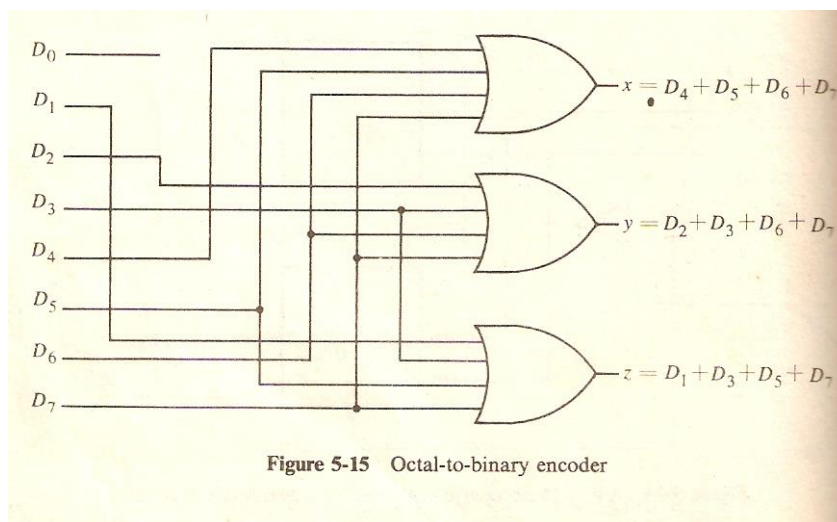 D0
D1
D2
D3
D4
D5
D6
D7
x = D4 + D5 + D6 + D7
y = D2 + D3 + D6 + D7
z = D1 + D3 + D5 + D7
Figure 5-15 Octal-to-binary encoder